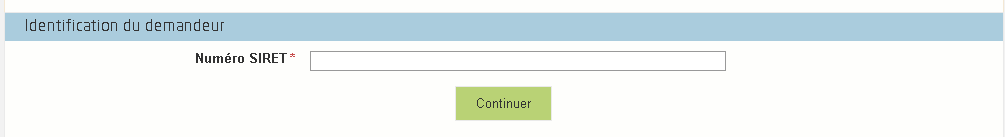 Identification du demandeur
Numéro SIRET*
Continuer